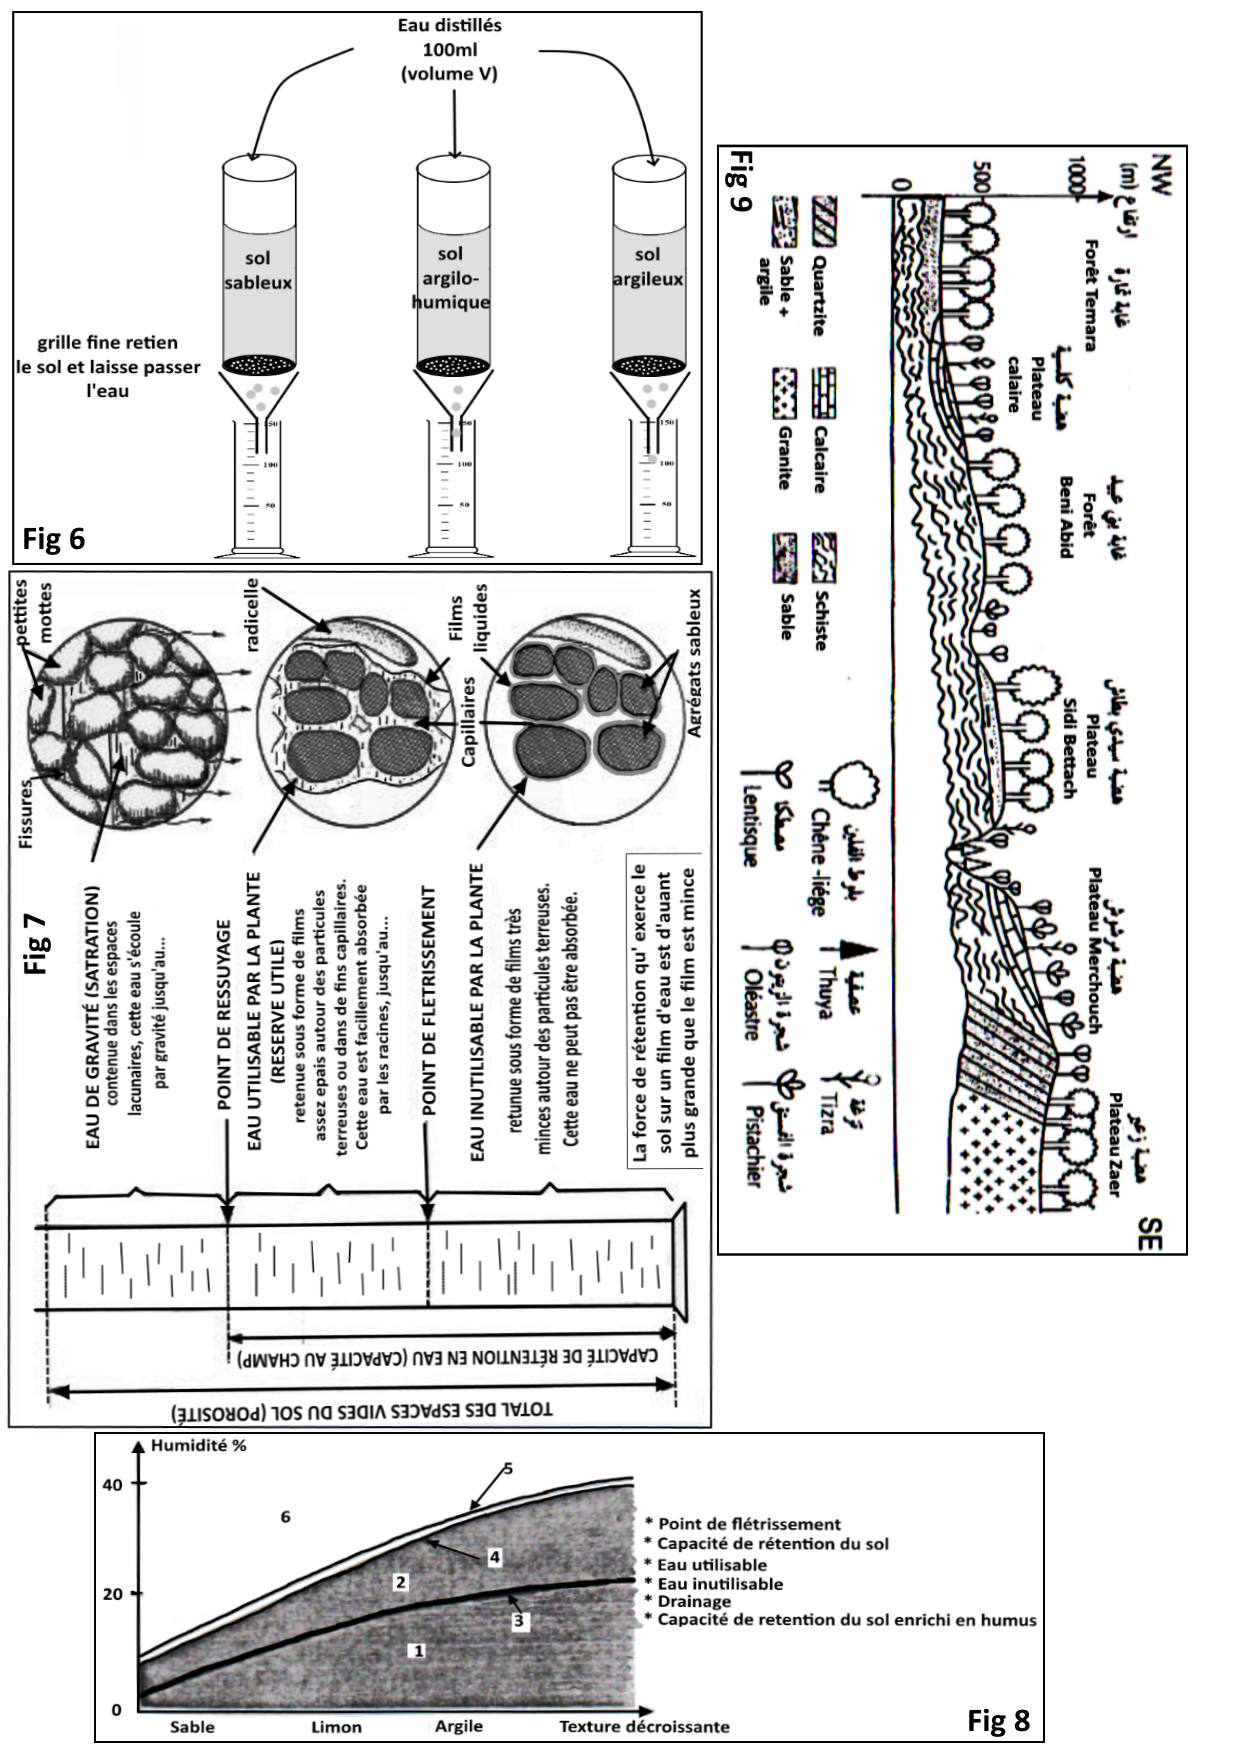 Eau distillés
100ml
(volume V)
sol
sableux
sol
argilo-
humique
sol
argileux
grille fine retien
le sol et laisse passer
l'eau
150
100
50
150
100
50
150
100
50
Fig 6
pettites
mottes
Fissures
radicelle
Films
liquides
Capillaires
Agrégats sableux
Fig 7
EAU DE GRAVITÉ (SATRATION)
contenue dans les espaces
lacunaires, cette eau s'écoule
par gravité jusqu'au...
POINT DE RESSUYAGE
EAU UTILISABLE PAR LA PLANTE
(RESERVE UTILE)
retenue sous forme de films
assez epais autour des particules
terreuses ou dans de fins capillaires.
Cette eau est facillement absorbée
par les racines, jusqu'au...
POINT DE FLETRISSEMENT
EAU INUTILISABLE PAR LA PLANTE
retunue sous forme de films très
minces autour des particules terreuses.
Cette eau ne peut pas être absorbée.
La force de rétention qu' exerce le
sol sur un film d'eau est d'auant
plus grande que le film est mince
CAPACITÉ DE RÉTENTION EN EAU (CAPACITÉ AU CHAMP)
TOTAL DES ESPACES VIDES DU SOL (POROSITÉ)
Fig 9
NW
SE
ارتفاع (m)
1000
500
0
غابة تمارة
Forêt Temara
هضبة كلسية
Plateau
calaire
غابة بني عبيد
Forêt
Beni Abid
هضبة سيدي بطاش
Plateau
Sidi Bettach
هضبة مرشوش
Plateau Merchouch
هضبة زعير
Plateau Zaer
Quartzite
Calcaire
Schiste
Sable +
argile
Granite
Sable
بلوط الفلين
Chêne -liége
Thuya
Tizra
Lentisque
شجرة الزيتون
Oléastre
شجرة الفستق
Pistachier
Humidité %
40
20
0
6
5
4
2
3
1
* Point de flétrissement
* Capacité de rétention du sol
* Eau utilisable
* Eau inutilisable
* Drainage
* Capacité de retention du sol enrichi en humus
Sable
Limon
Argile
Texture décroissante
Fig 8